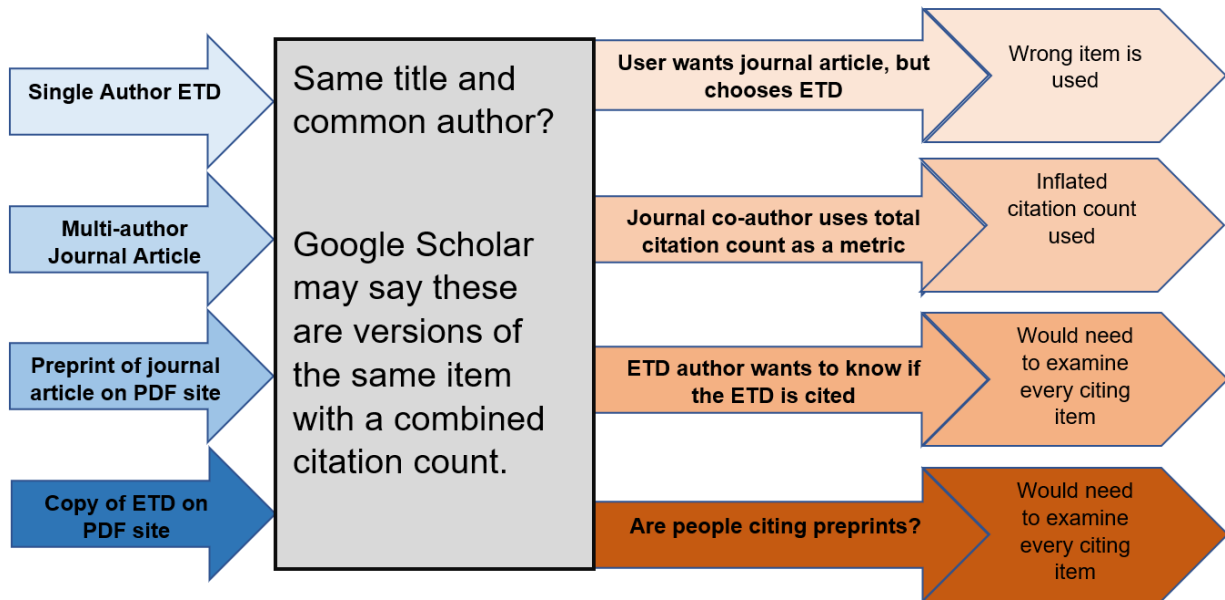 Single Author ETD
Multi-author
Journal Article
Preprint of journal
article on PDF site
Copy of ETD on
PDF site
Same title and
common author?
Google Scholar
may say these
are versions of
the same item
with a combined
citation count.
User wants journal article, but
chooses ETD
Wrong item is
used
Journal co-author uses total
citation count as a metric
Inflated
citation count
used
ETD author wants to know if
the ETD is cited
Would need
to examine
every citing
item
Are people citing preprints?
Would need
to examine
every citing
item